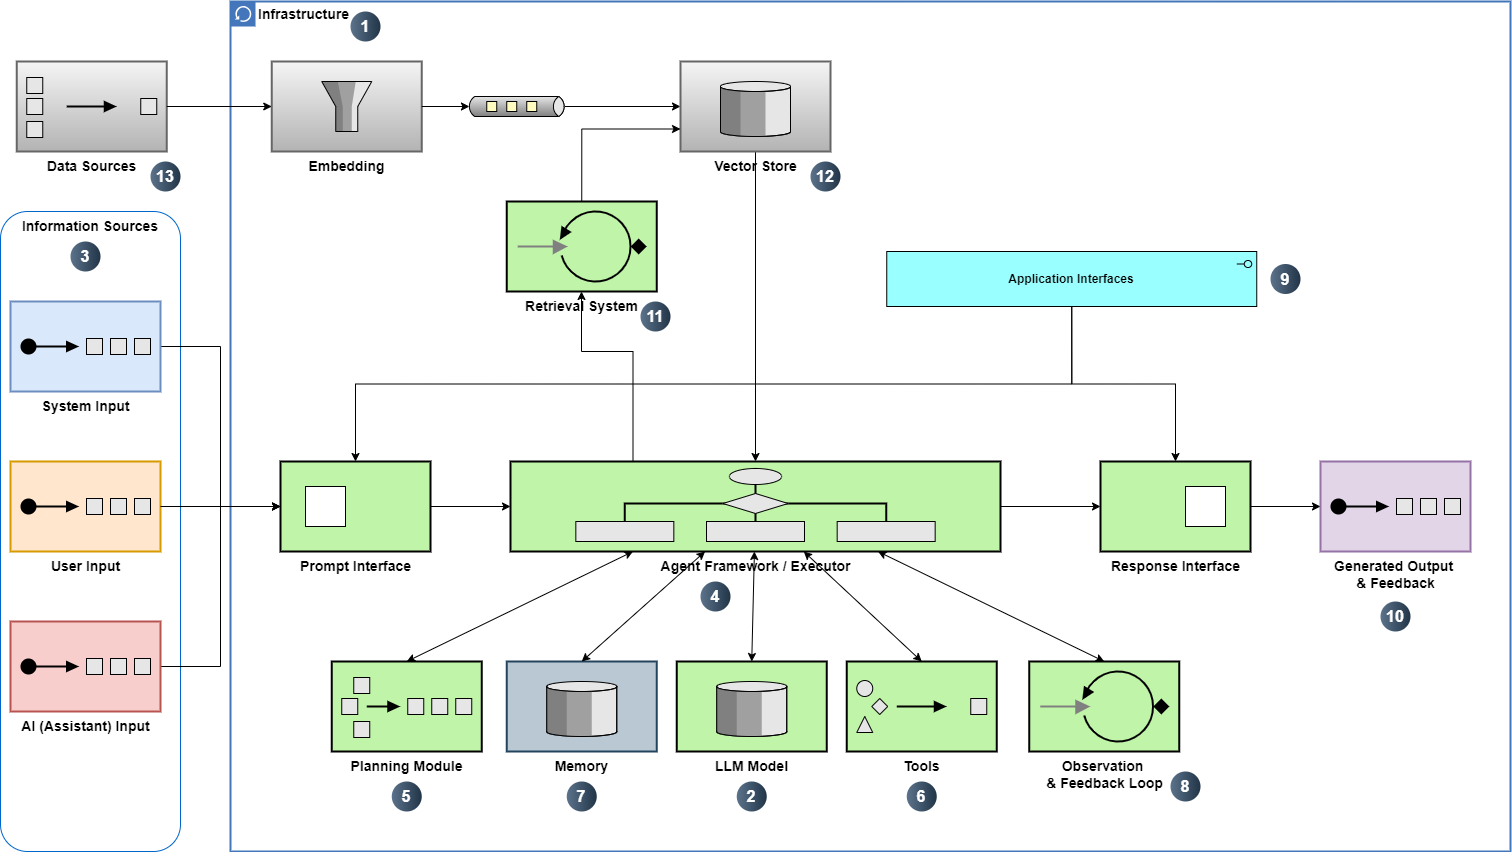 Infrastructure
1
Data Sources
13
Embedding
Vector Store
12
Information Sources
3
Retrieval System
11
Application Interfaces
9
System Input
User Input
Prompt Interface
Agent Framework / Executor
4
Response Interface
Generated Output
& Feedback
10
AI (Assistant) Input
Planning Module
5
Memory
7
LLM Model
2
Tools
6
Observation
& Feedback Loop
8